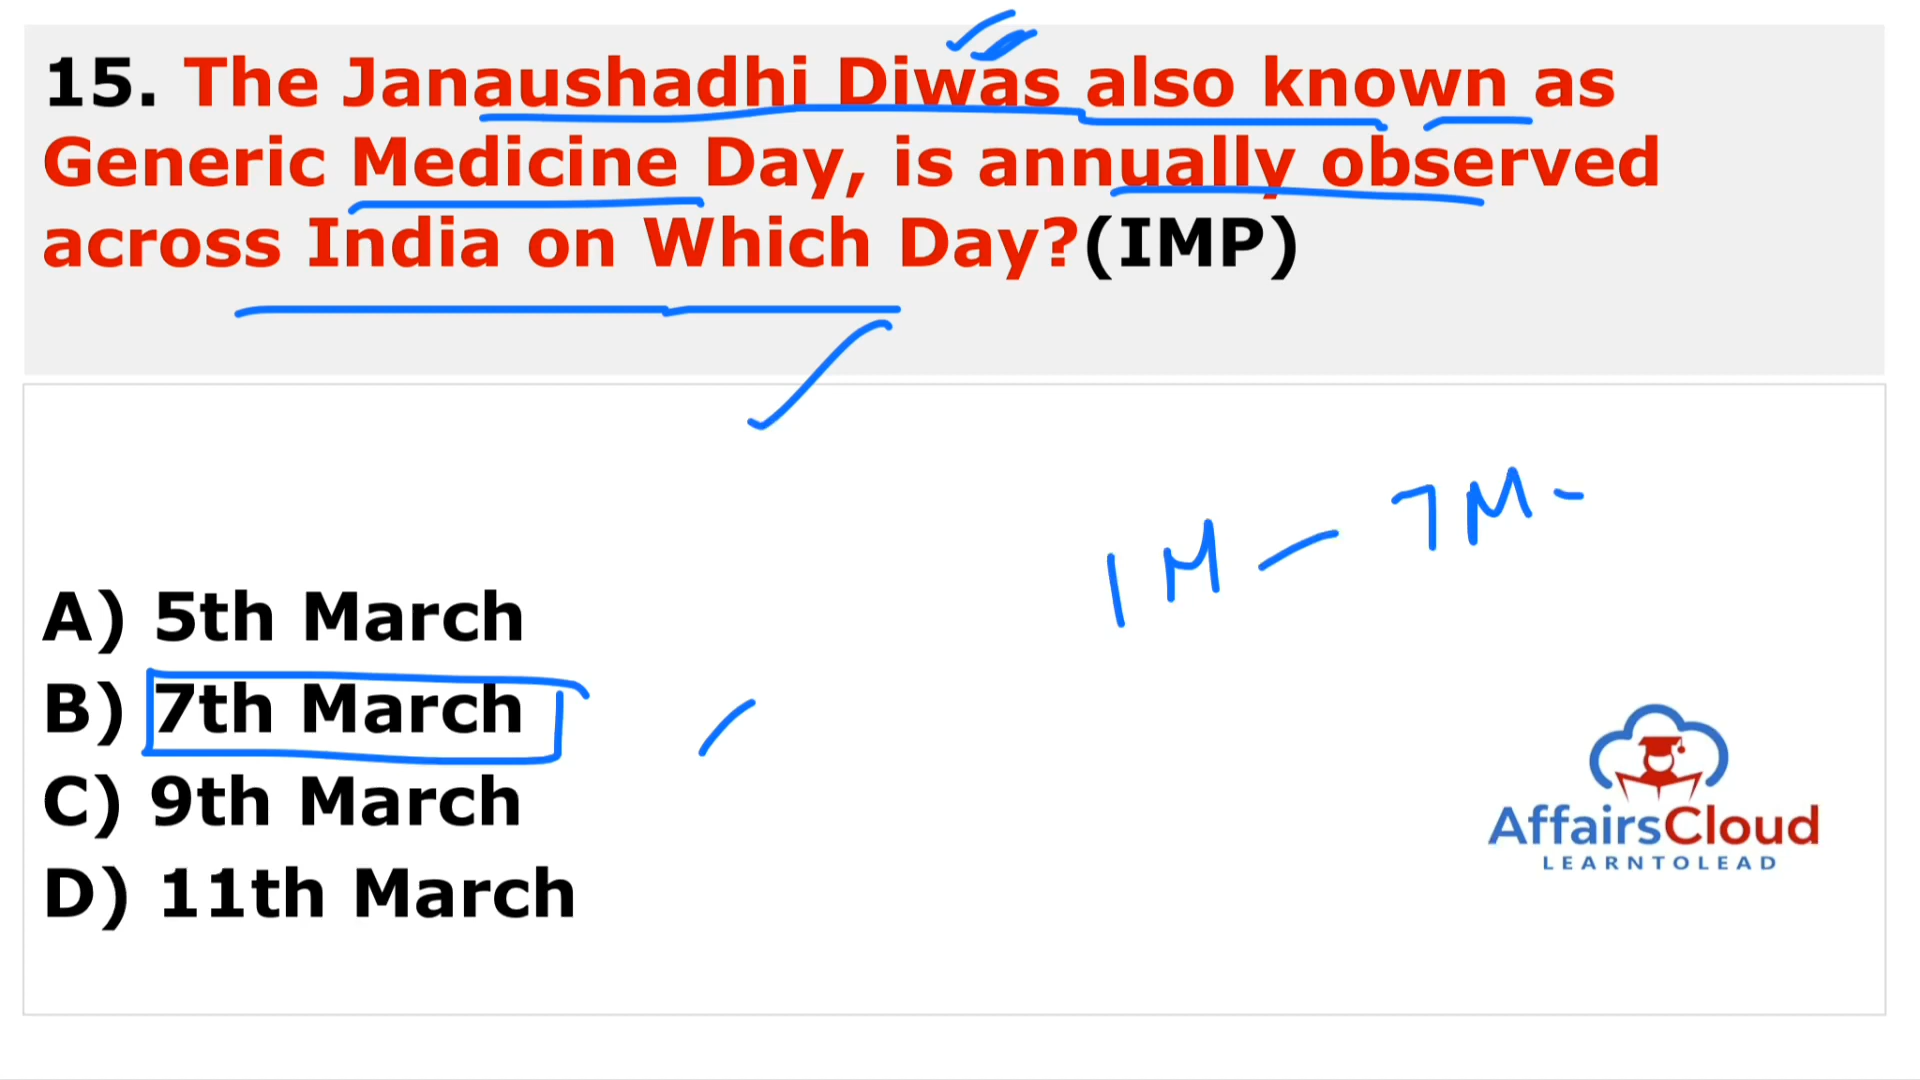 15. The Janaushadhi Diwas also known as
Generic Medicine Day, is annually observed
across India on Which Day?(IMP)
1M - 7M -
A) 5th March
B) 7th March
C) 9th March
D) 11th March
AffairsCloud
LEARNTOLEAD